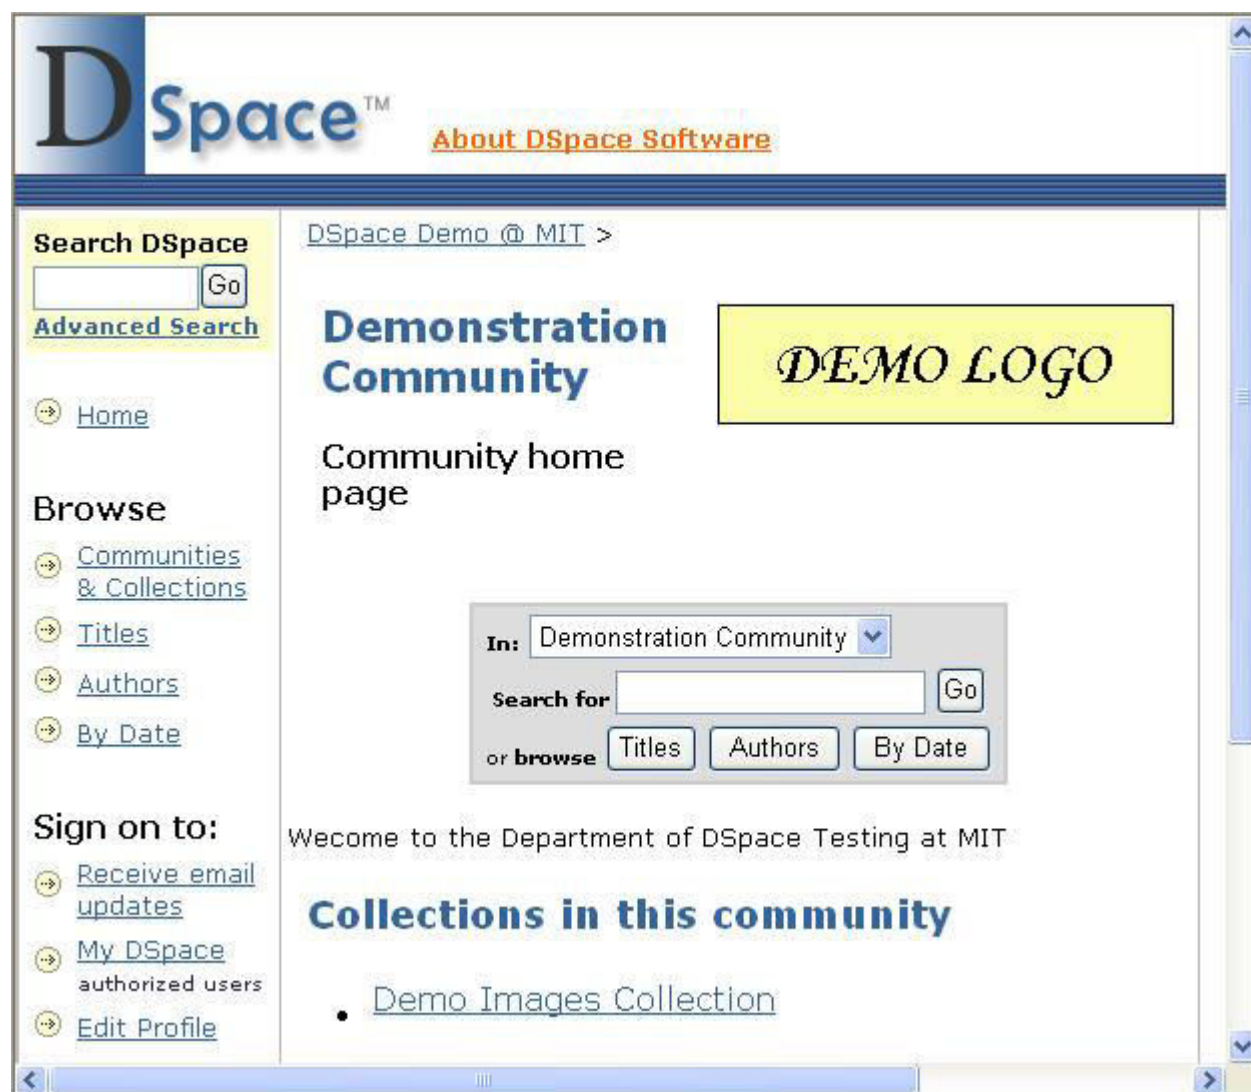 DSpace™
About DSpace Software
Search DSpace
Go
Advanced Search
Home
Browse
Communities
& Collections
Titles
Authors
By Date
Sign on to:
Receive email
updates
My DSpace
authorized users
Edit Profile
DSpace Demo @ MIT >
Demonstration
Community
DEMO LOGO
Community home
page
In: Demonstration Community
Search for Go
or browse Titles Authors By Date
Wecome to the Department of DSpace Testing at MIT
Collections in this community
• Demo Images Collection